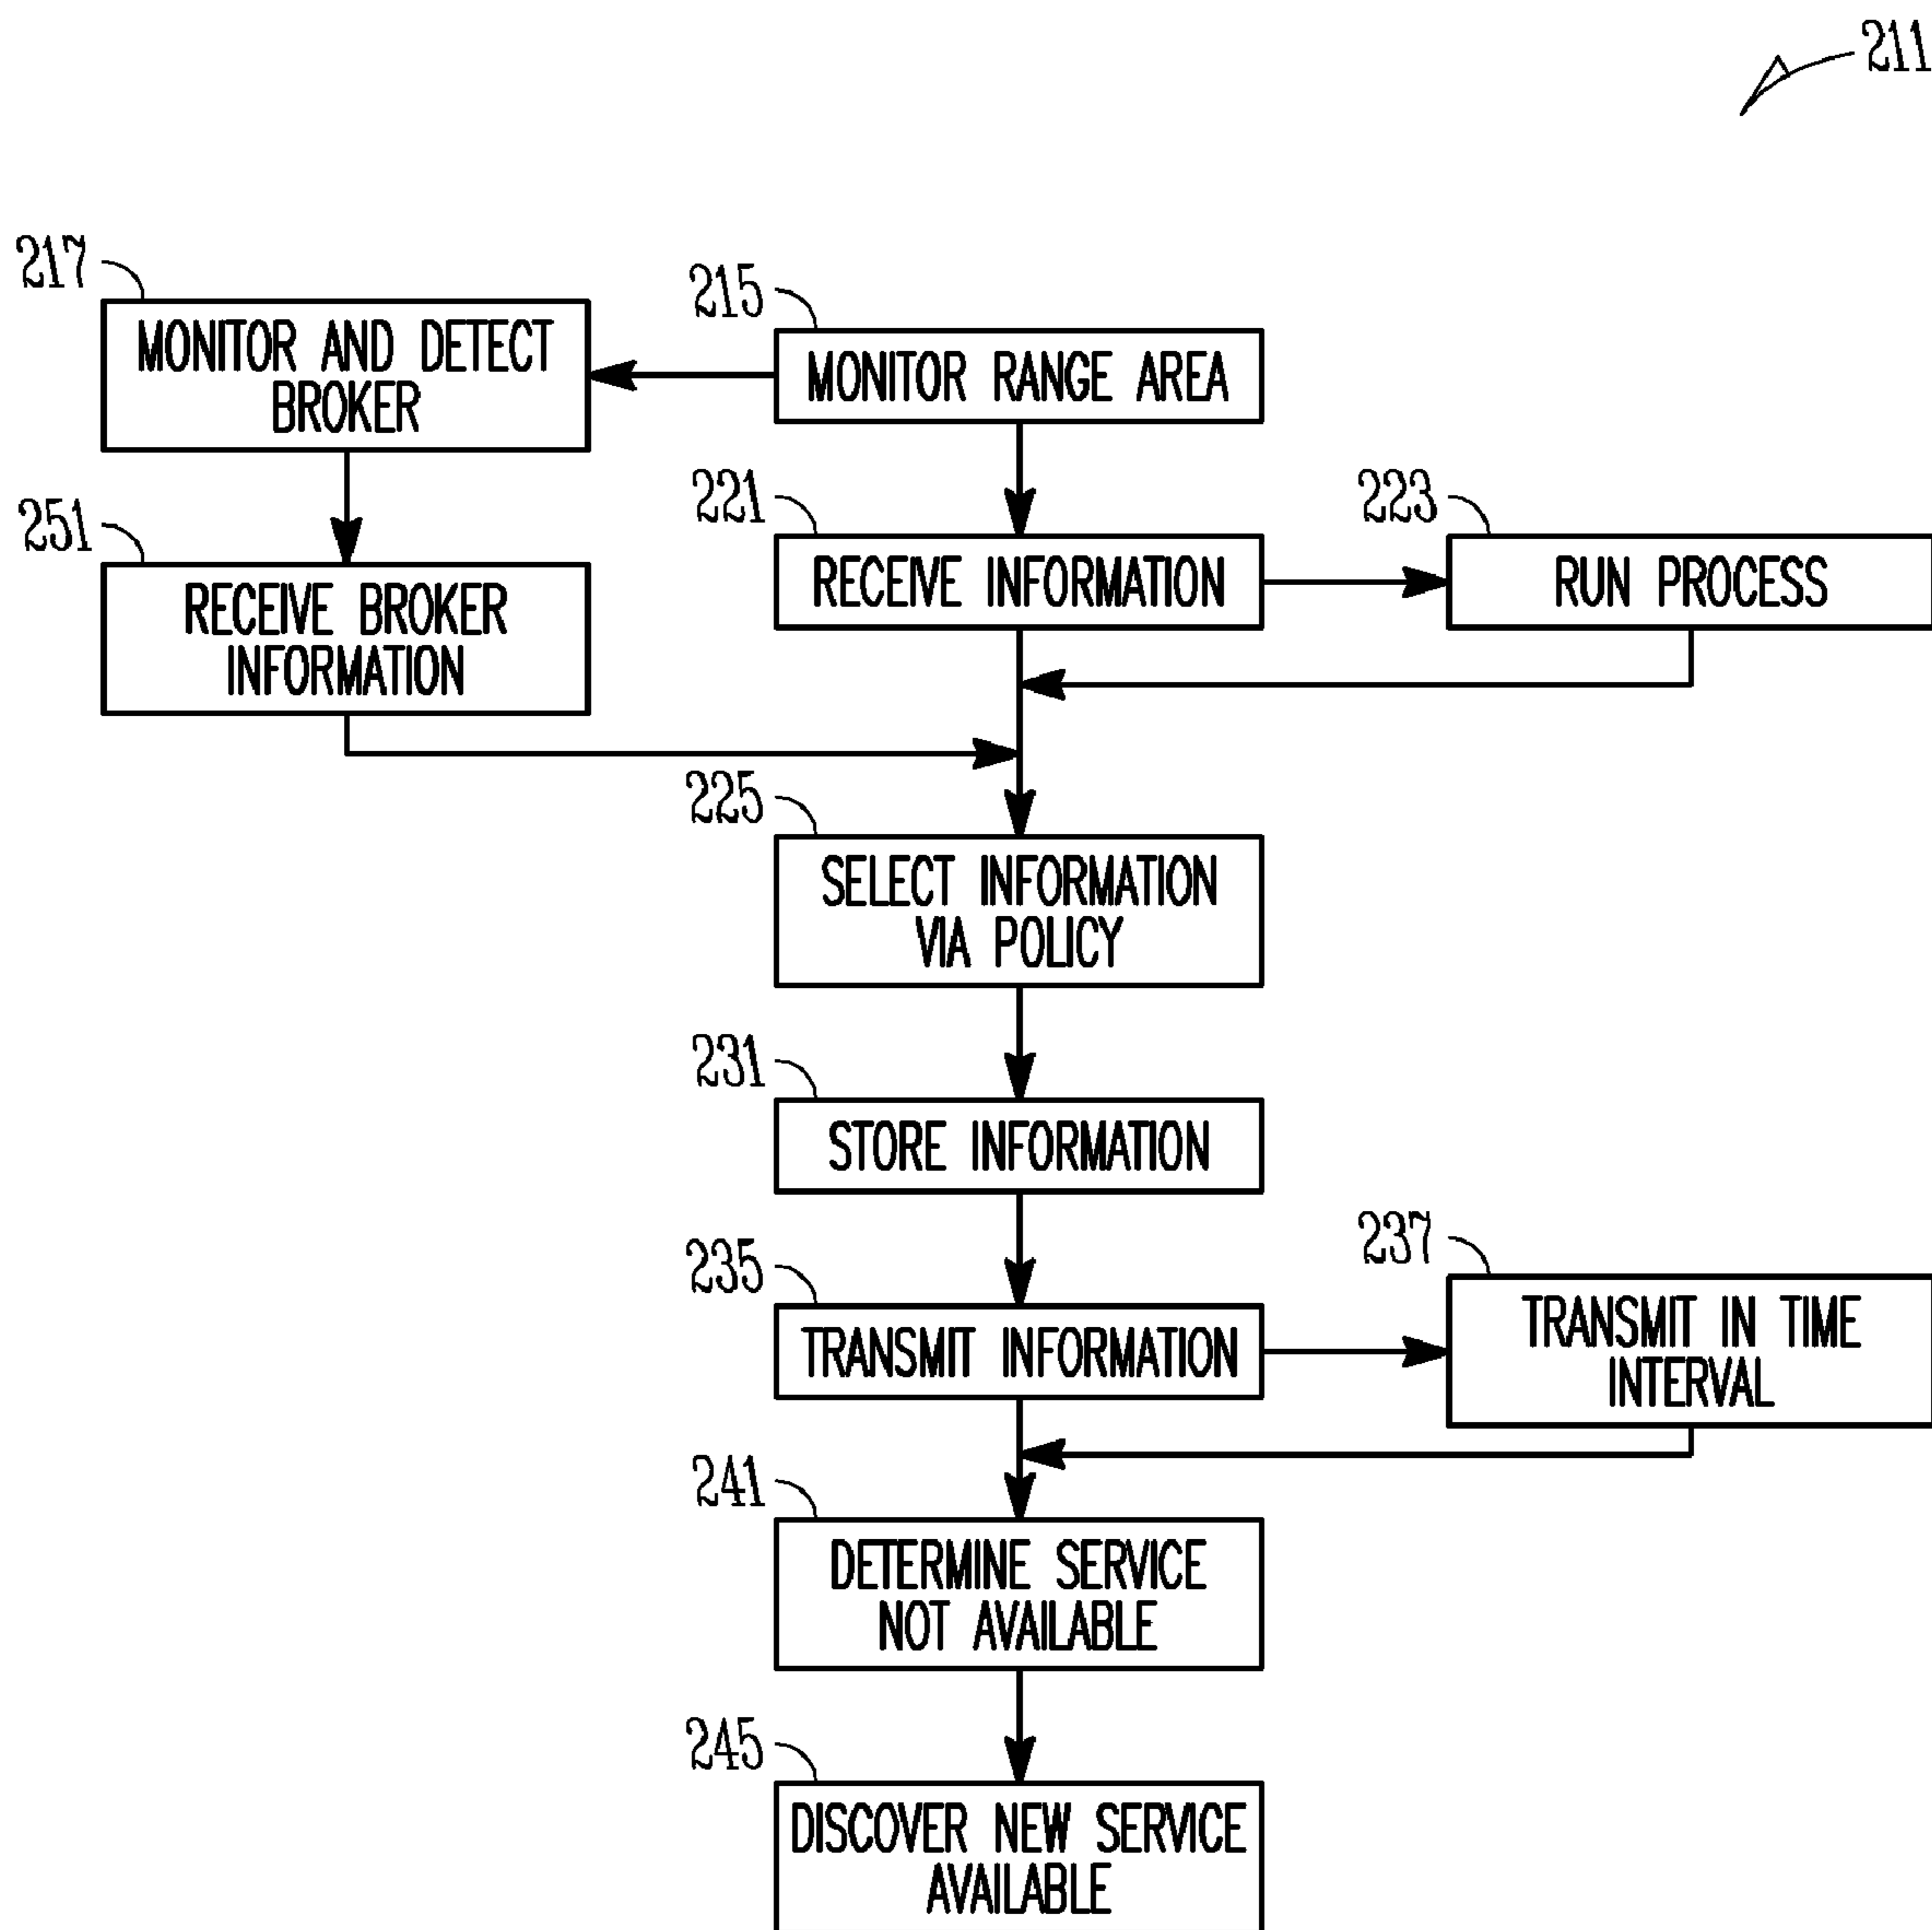 211
217
MONITOR AND DETECT
BROKER
215
MONITOR RANGE AREA
251
RECEIVE BROKER
INFORMATION
221
RECEIVE INFORMATION
223
RUN PROCESS
225
SELECT INFORMATION
VIA POLICY
231
STORE INFORMATION
235
TRANSMIT INFORMATION
237
TRANSMIT IN TIME
INTERVAL
241
DETERMINE SERVICE
NOT AVAILABLE
245
DISCOVER NEW SERVICE
AVAILABLE